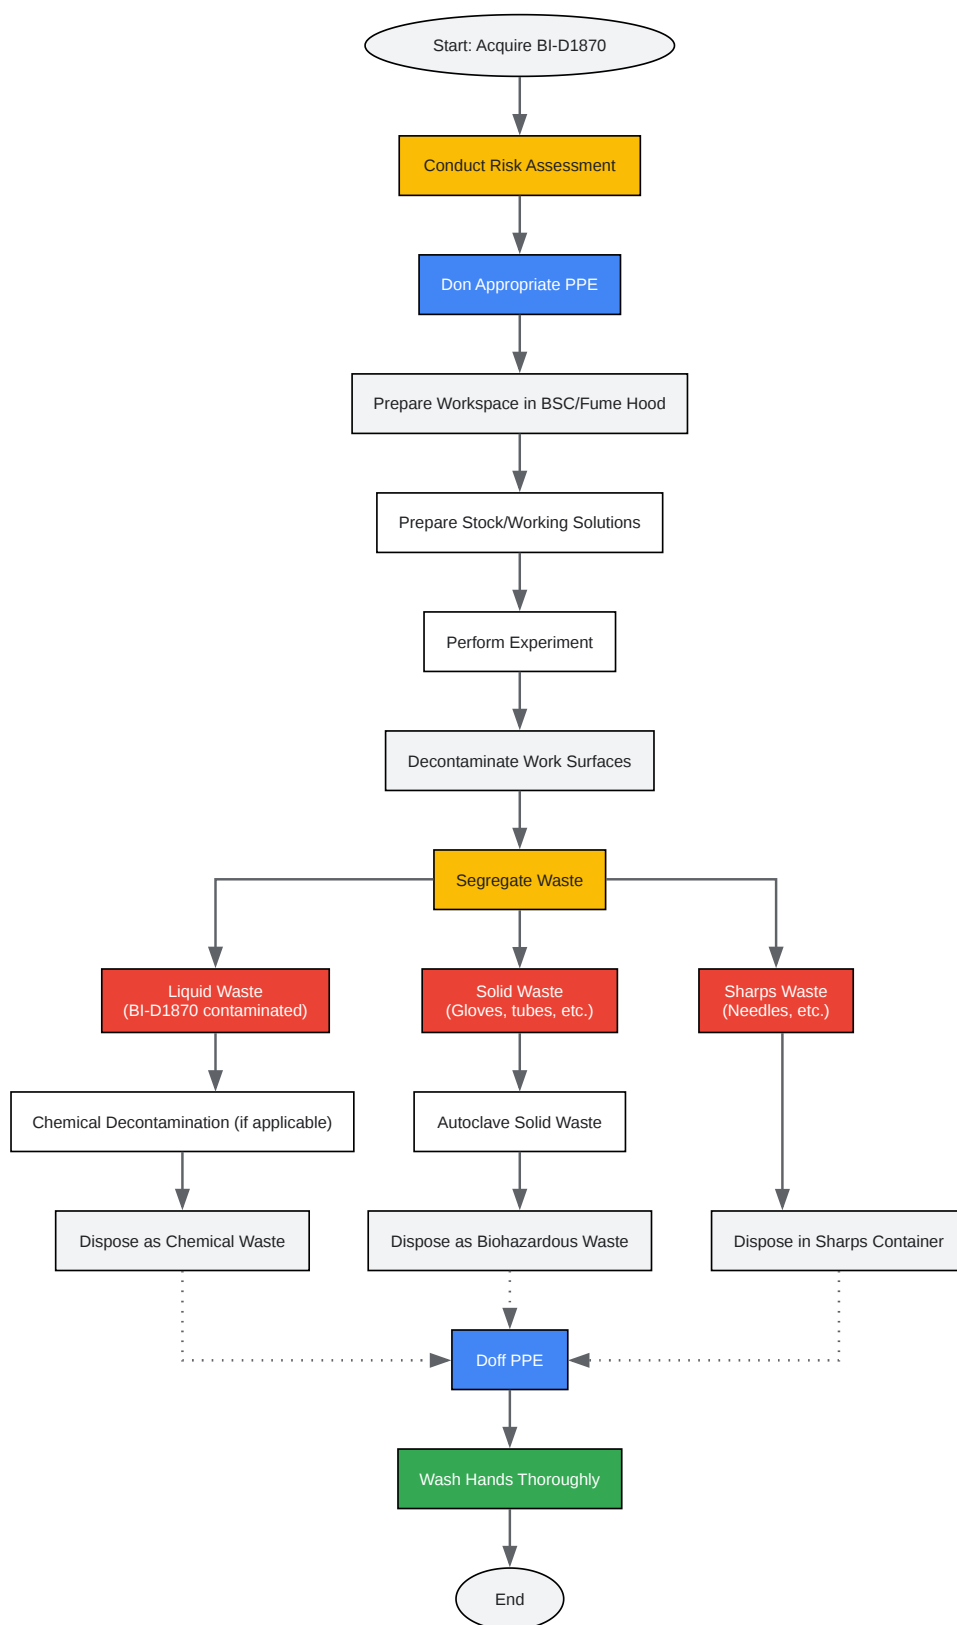 Start: Acquire BI-D1870
Conduct Risk Assessment
Don Appropriate PPE
Prepare Workspace in BSC/Fume Hood
Prepare Stock/Working Solutions
Perform Experiment
Decontaminate Work Surfaces
Segregate Waste
Liquid Waste
(BI-D1870 contaminated)
Solid Waste
(Gloves, tubes, etc.)
Sharps Waste
(Needles, etc.)
Chemical Decontamination (if applicable)
Autoclave Solid Waste
Dispose as Chemical Waste
Dispose as Biohazardous Waste
Dispose in Sharps Container
Doff PPE
Wash Hands Thoroughly
End